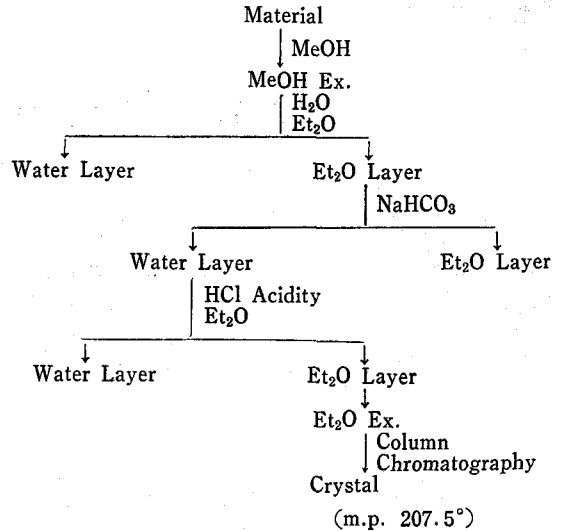 Material
MeOH
MeOH Ex.
H₂O
Et₂O
Water Layer
Et₂O Layer
NaHCO₃
Water Layer
Et₂O Layer
HCl Acidity
Et₂O
Water Layer
Et₂O Layer
Et₂O Ex.
Column
Chromatography
Crystal
(m.p. 207.5°)